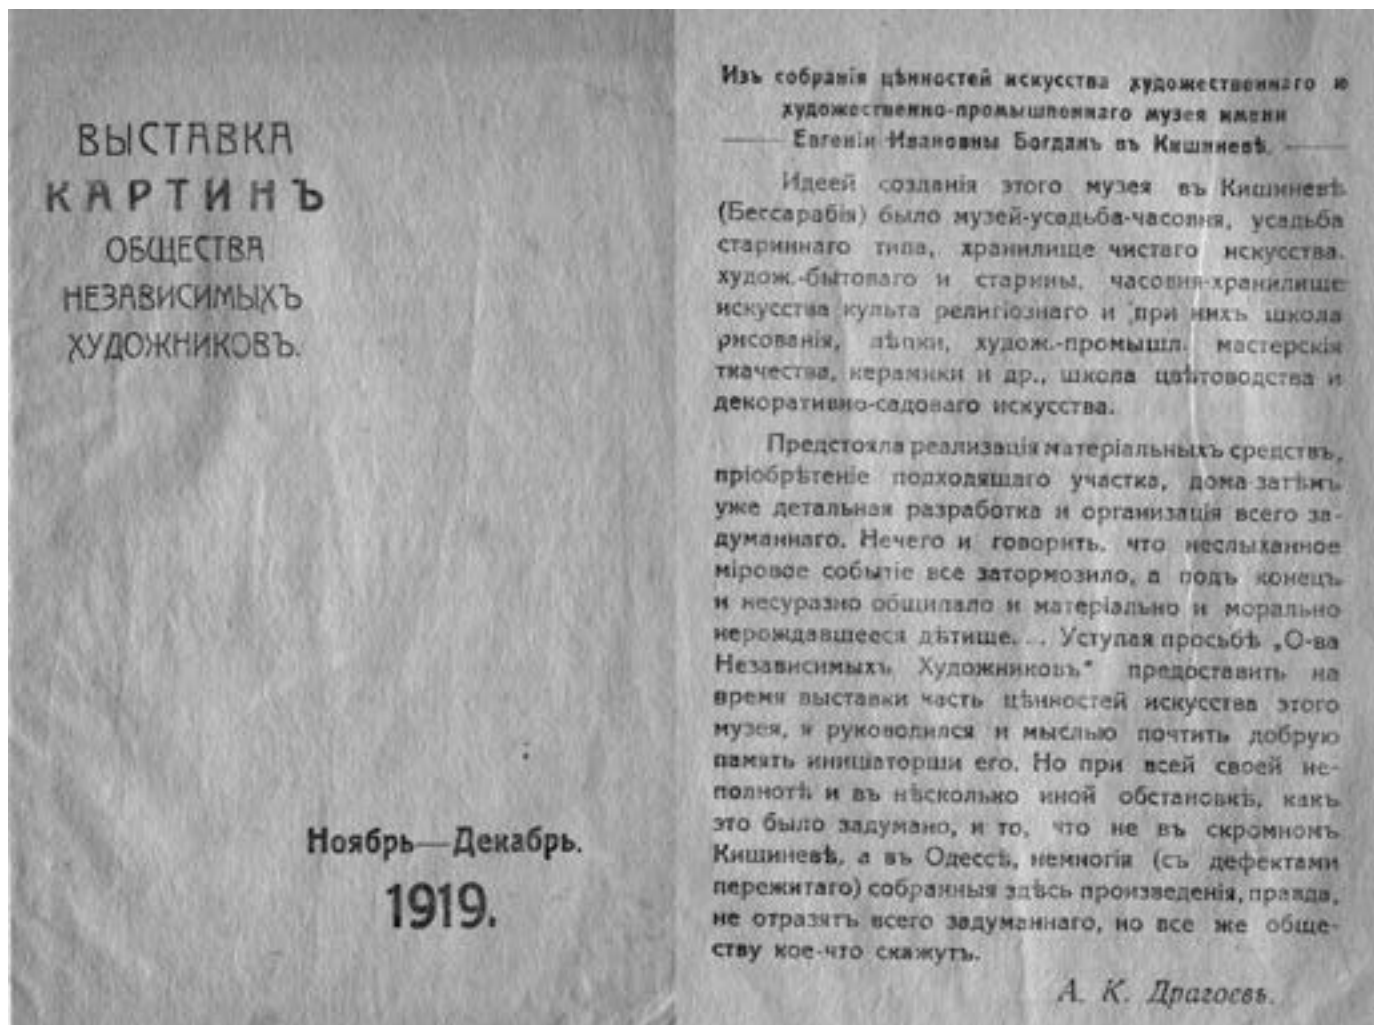 ВЫСТАВКА
КАРТИНЪ
ОБЩЕСТВА
НЕЗАВИСИМЫХЪ
ХУДОЖНИКОВЪ.
Ноябрь—Декабрь.
1919.
Изъ собранія цѣнностей искусства художественнаго и
художественно-промышленнаго музея имени
Евгеніи Ивановны Богданъ въ Кишиневѣ.
Идеей созданія этого музея въ Кишиневѣ
(Бессарабія) было музей-усадьба-часовня, усадьба
стариннаго типа, хранилище чистаго искусства,
худож.-бытоваго и старины, часовня-хранилище
искусства культа религіознаго и при нихъ школа
рисованія, лѣпки, худож.-промышл. мастерскія
ткачества, керамики и др., школа цвѣтоводства и
декоративно-садоваго искусства.
Предстояла реализація матеріальныхъ средствъ,
пріобрѣтеніе подходящаго участка, дома затѣмъ
уже детальная разработка и организація всего за-
думаннаго. Нечего и говорить, что неслыханное
міровое событіе все затормозило, а подъ конецъ
и несуразно общипало и матеріально и морально
нерождавшееся дѣтище.... Уступая просьбѣ „О-ва
Независимыхъ Художниковъ" предоставить на
время выставки часть цѣнностей искусства этого
музея, я руководился и мыслью почтить добрую
память инишаторши его. Но при всей своей не-
полнотѣ и въ нѣсколько иной обстановкѣ, какъ
это было задумано, и то, что не въ скромномъ
Кишиневѣ, а въ Одессѣ, немногія (съ дефектами
пережитаго) собранныя здѣсь произведенія, правда,
не отразятъ всего задуманнаго, но все же обще-
ству кое-что скажутъ.
А. К. Драгоевъ.